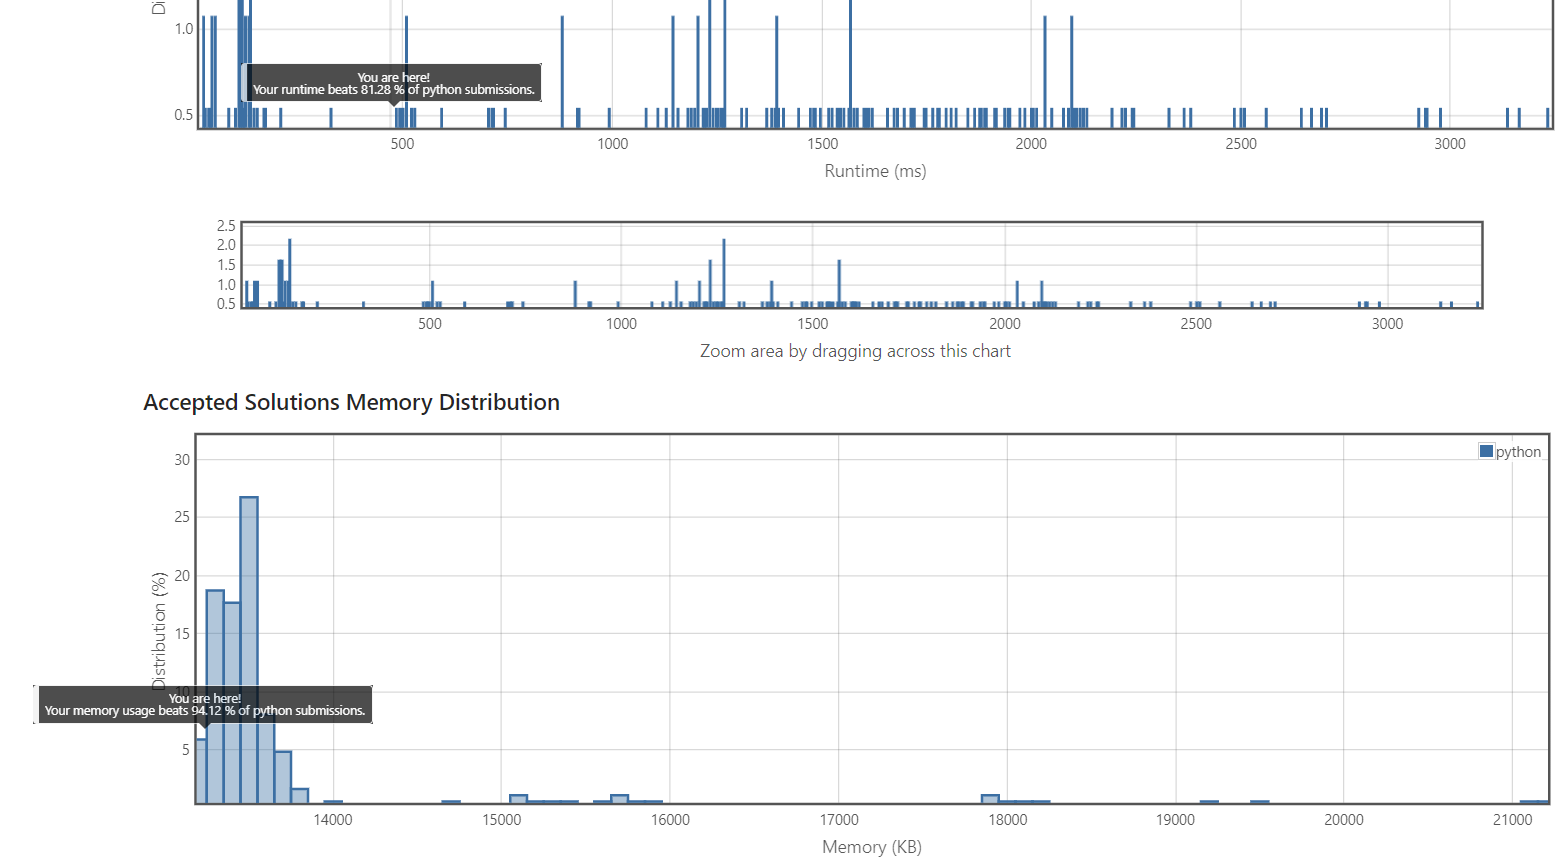 Di
1.0
You are here!
Your runtime beats 81.28 % of python submissions.
0.5
500 1000 1500 2000 2500 3000
Runtime (ms)
2.5
2.0
1.5
1.0
0.5
500 1000 1500 2000 2500 3000
Zoom area by dragging across this chart
Accepted Solutions Memory Distribution
python
30
25
20
15
10
5
Distribution (%)
You are here!
Your memory usage beats 94.12 % of python submissions.
14000 15000 16000 17000 18000 19000 20000 21000
Memory (KB)